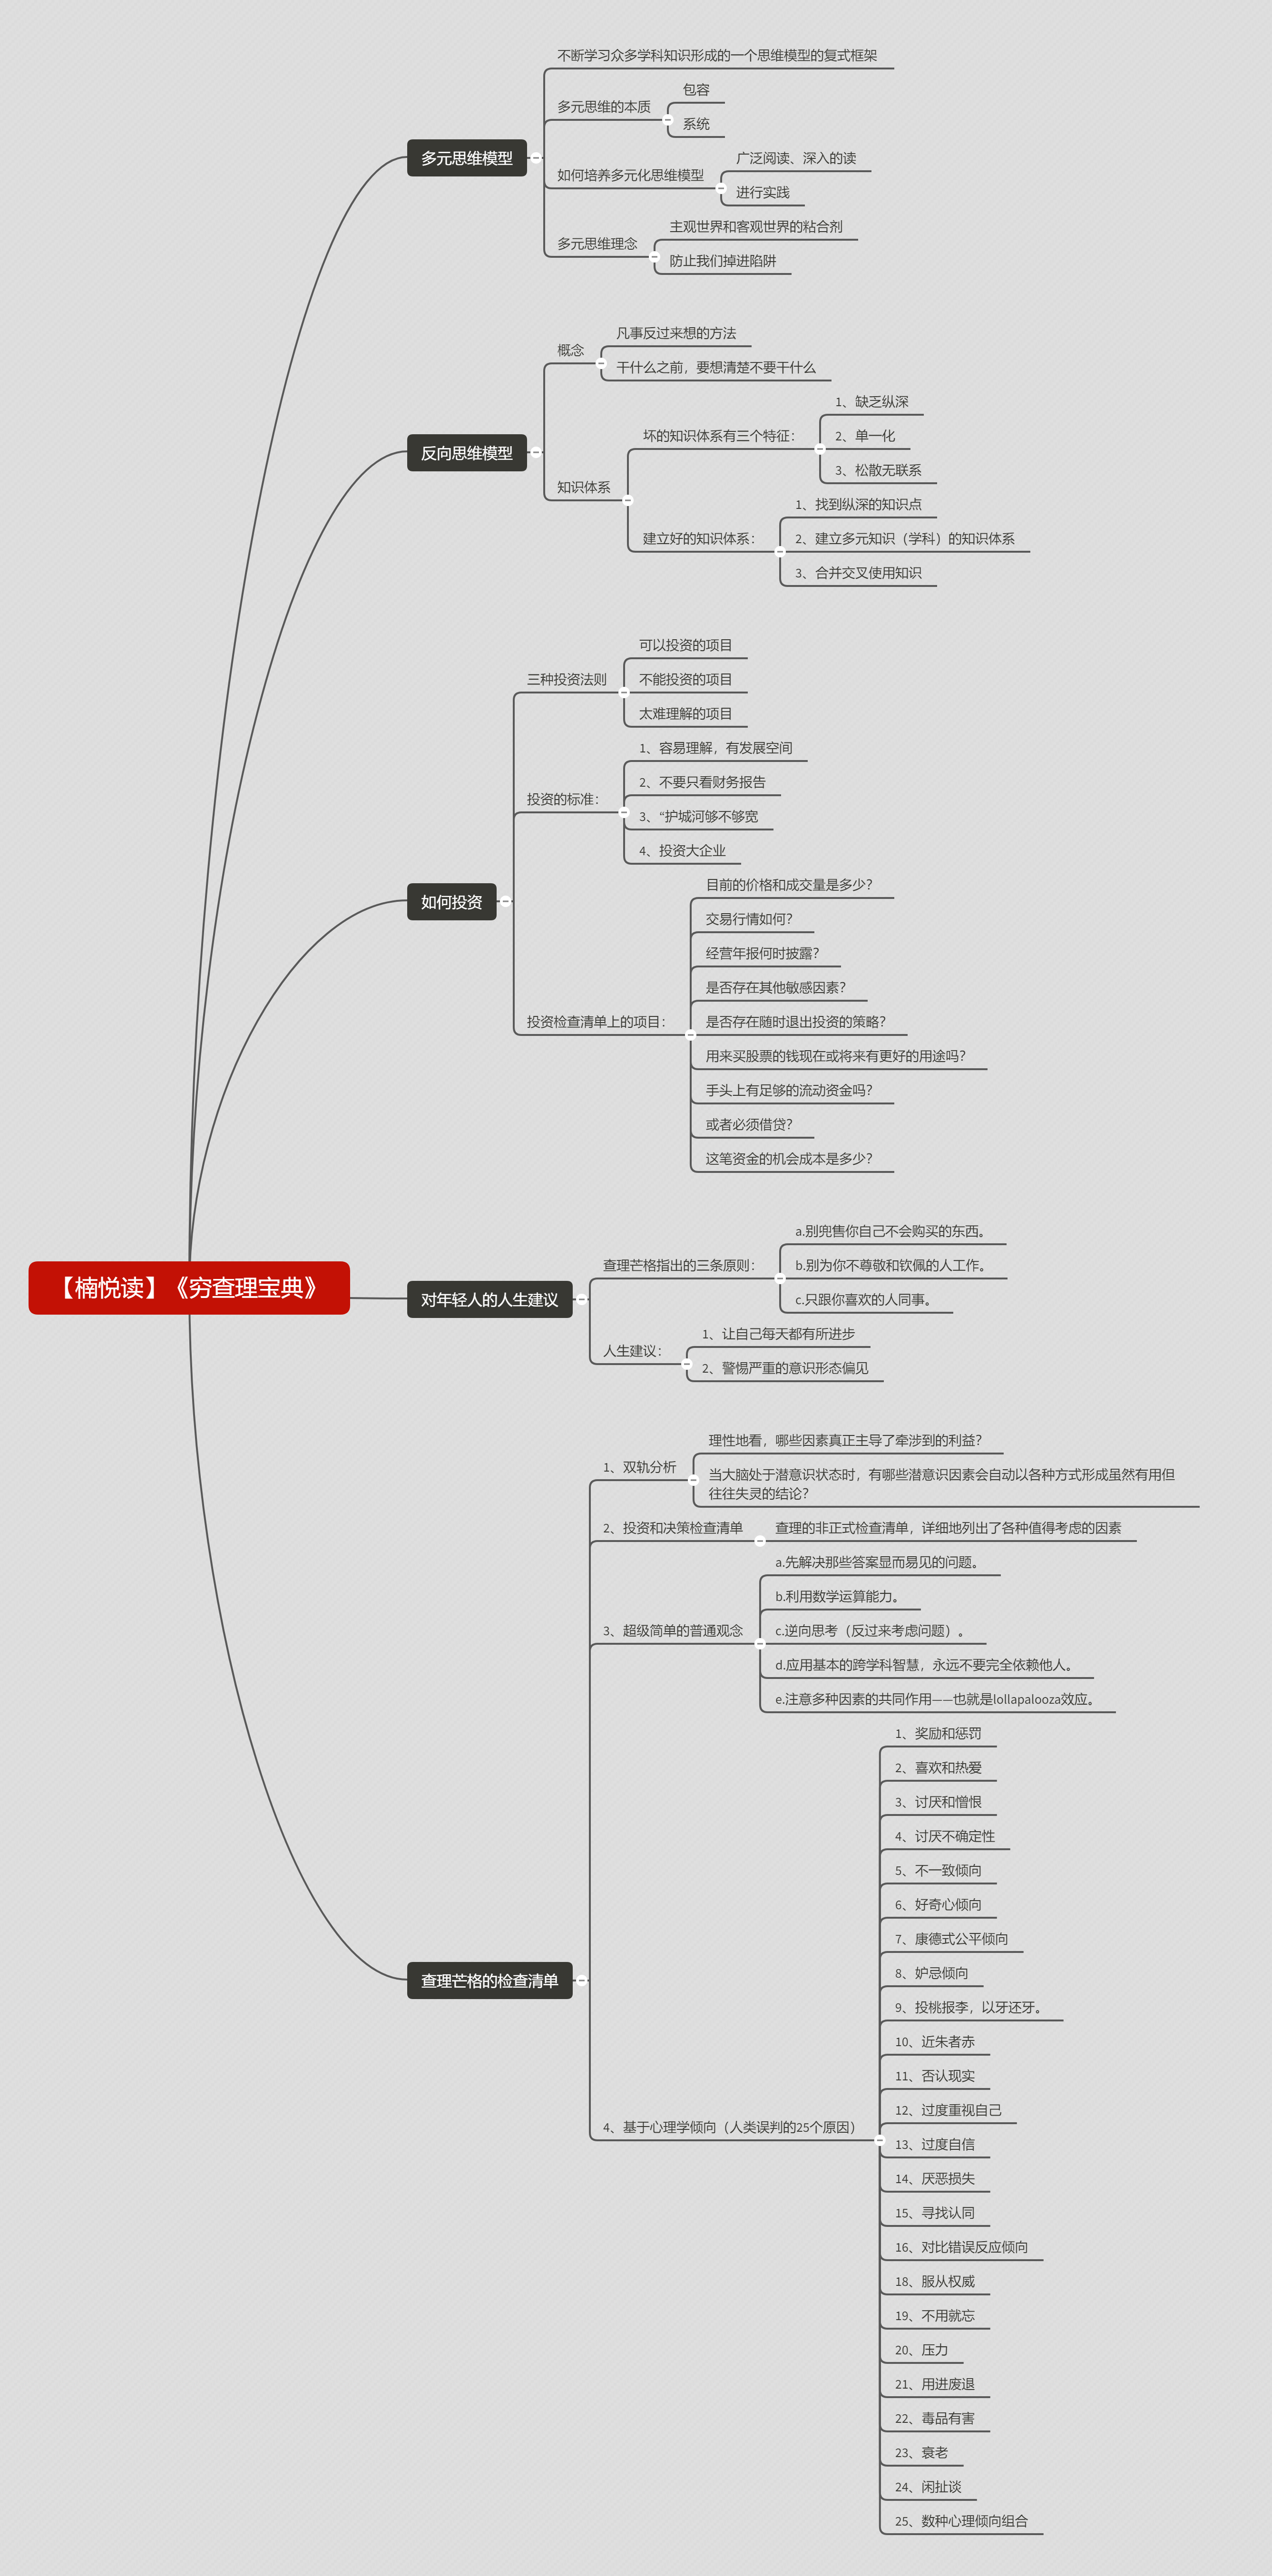 【楠悦读】《穷查理宝典》
多元思维模型
不断学习众多学科知识形成的一个思维模型的复式框架
多元思维的本质
包容
系统
如何培养多元化思维模型
广泛阅读、深入的读
进行实践
多元思维理念
主观世界和客观世界的粘合剂
防止我们掉进陷阱
反向思维模型
概念
凡事反过来想的方法
干什么之前，要想清楚不要干什么
知识体系
坏的知识体系有三个特征：
1、缺乏纵深
2、单一化
3、松散无联系
建立好的知识体系：
1、找到纵深的知识点
2、建立多元知识（学科）的知识体系
3、合并交叉使用知识
如何投资
三种投资法则
可以投资的项目
不能投资的项目
太难理解的项目
投资的标准：
1、容易理解，有发展空间
2、不要只看财务报告
3、“护城河够不够宽
4、投资大企业
投资检查清单上的项目：
目前的价格和成交量是多少？
交易行情如何？
经营年报何时披露？
是否存在其他敏感因素？
是否存在随时退出投资的策略？
用来买股票的钱现在或将来有更好的用途吗？
手头上有足够的流动资金吗？
或者必须借贷？
这笔资金的机会成本是多少？
对年轻人的人生建议
查理芒格指出的三条原则：
a.别兜售你自己不会购买的东西。
b.别为你不尊敬和钦佩的人工作。
c.只跟你喜欢的人同事。
人生建议：
1、让自己每天都有所进步
2、警惕严重的意识形态偏见
查理芒格的检查清单
1、双轨分析
理性地看，哪些因素真正主导了牵涉到的利益？
当大脑处于潜意识状态时，有哪些潜意识因素会自动以各种方式形成虽然有用但
往往失灵的结论？
2、投资和决策检查清单
查理的非正式检查清单，详细地列出了各种值得考虑的因素
3、超级简单的普通观念
a.先解决那些答案显而易见的问题。
b.利用数学运算能力。
c.逆向思考（反过来考虑问题）。
d.应用基本的跨学科智慧，永远不要完全依赖他人。
e.注意多种因素的共同作用——也就是lollapalooza效应。
4、基于心理学倾向（人类误判的25个原因）
1、奖励和惩罚
2、喜欢和热爱
3、讨厌和憎恨
4、讨厌不确定性
5、不一致倾向
6、好奇心倾向
7、康德式公平倾向
8、妒忌倾向
9、投桃报李，以牙还牙。
10、近朱者赤
11、否认现实
12、过度重视自己
13、过度自信
14、厌恶损失
15、寻找认同
16、对比错误反应倾向
18、服从权威
19、不用就忘
20、压力
21、用进废退
22、毒品有害
23、衰老
24、闲扯谈
25、数种心理倾向组合